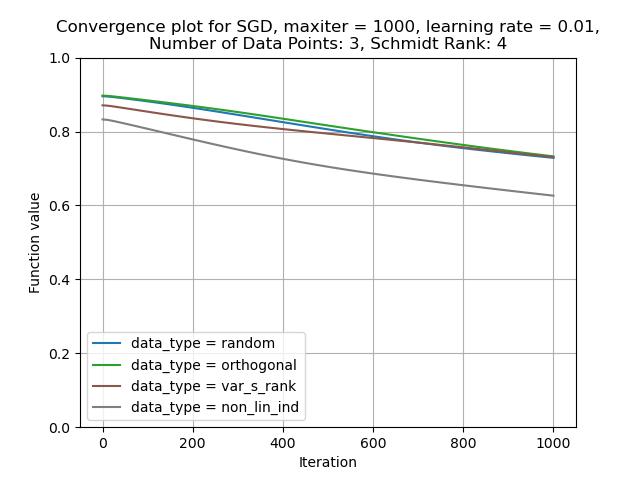 Convergence plot for SGD, maxiter = 1000, learning rate = 0.01,
Number of Data Points: 3, Schmidt Rank: 4
1.0
0.8
0.6
0.4
0.2
0.0
Function value
data_type = random
data_type = orthogonal
data_type = var_s_rank
data_type = non_lin_ind
0 200 400 600 800 1000
Iteration